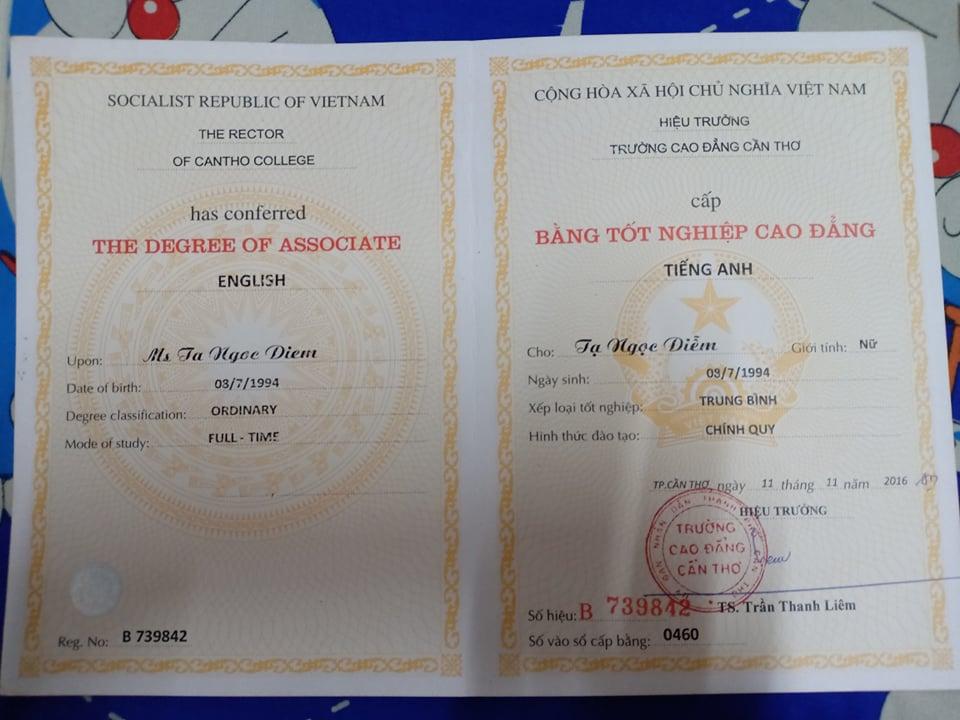 SOCIALIST REPUBLIC OF VIETNAM
THE RECTOR
OF CANTHO COLLEGE
has conferred
THE DEGREE OF ASSOCIATE
ENGLISH
Upon: Ms Ta Ngoc Diem
Date of birth: 03/7/1994
Degree classification: ORDINARY
Mode of study: FULL - TIME
Reg. No: B 739842
CỘNG HÒA XÃ HỘI CHỦ NGHĨA VIỆT NAM
HIỆU TRƯỞNG
TRƯỜNG CAO ĐẲNG CẦN THƠ
cấp
BẰNG TỐT NGHIỆP CAO ĐẲNG
TIẾNG ANH
Cho: Tạ Ngọc Diễm Giới tính: Nữ
Ngày sinh: 03/7/1994
Xếp loại tốt nghiệp: TRUNG BÌNH
Hình thức đào tạo: CHÍNH QUY
TP.CẦN THƠ, ngày 11 tháng 11 năm 2016
HIỆU TRƯỞNG
TRƯỜNG
CAO ĐẲNG
CẦN THƠ
Số hiệu: B 739842 TS. Trần Thanh Liêm
Số vào sổ cấp bằng: 0460